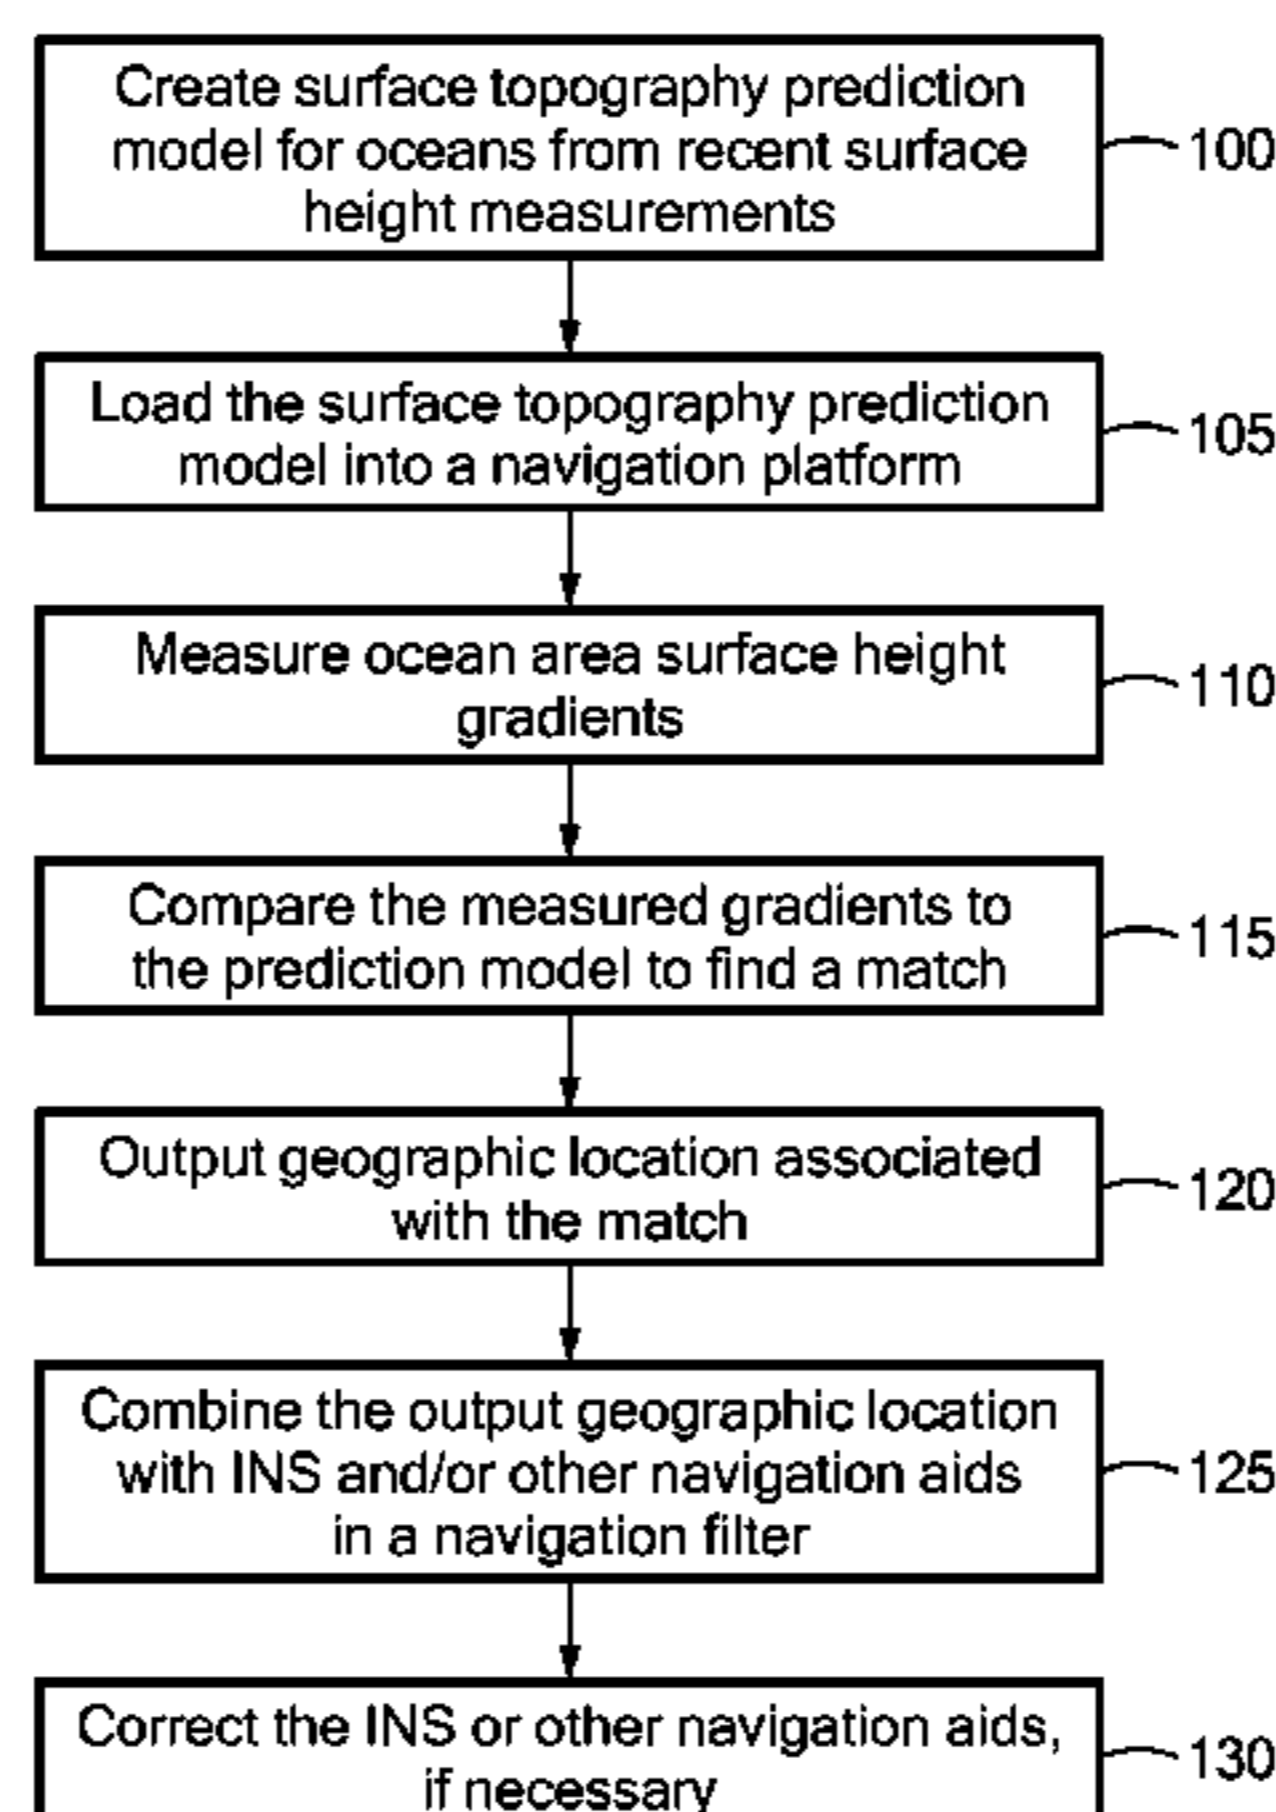 Create surface topography prediction
model for oceans from recent surface
height measurements
100
Load the surface topography prediction
model into a navigation platform
105
Measure ocean area surface height
gradients
110
Compare the measured gradients to
the prediction model to find a match
115
Output geographic location associated
with the match
120
Combine the output geographic location
with INS and/or other navigation aids
in a navigation filter
125
Correct the INS or other navigation aids,
if necessary
130